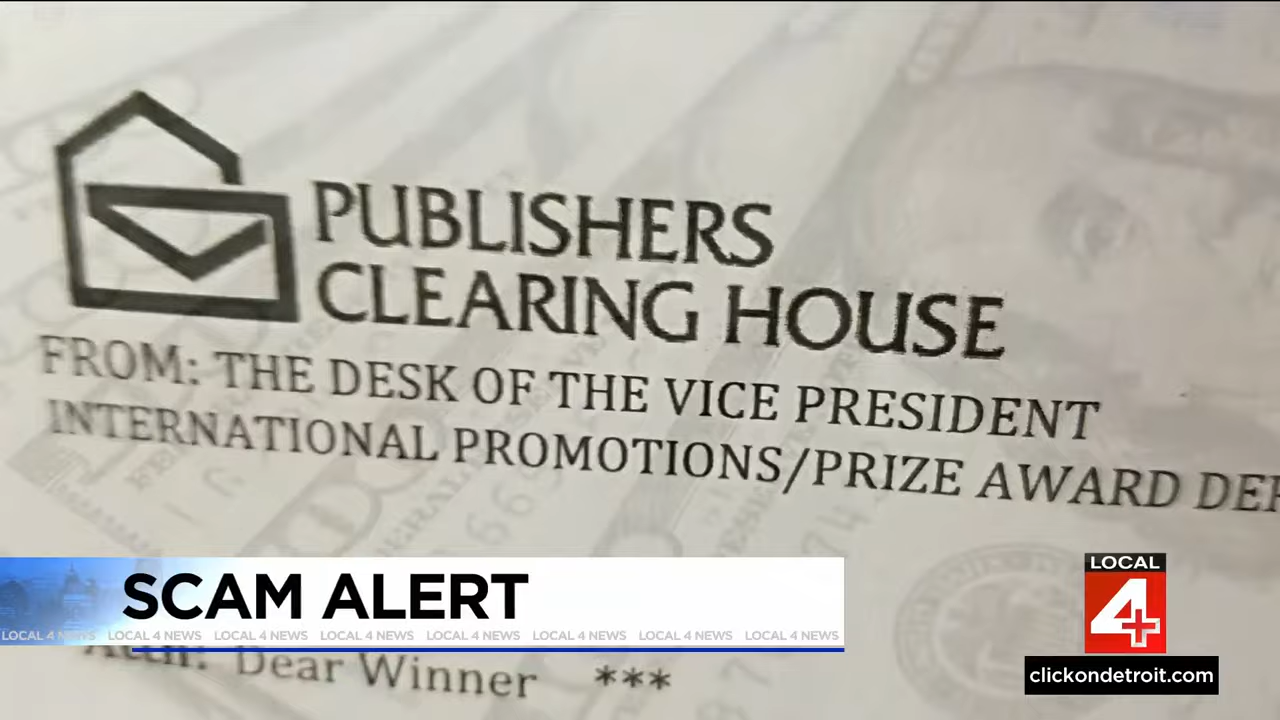 PUBLISHERS
CLEARING HOUSE
FROM: THE DESK OF THE VICE PRESIDENT
INTERNATIONAL PROMOTIONS/PRIZE AWARD DEP
SCAM ALERT
LOCAL 4 NEWS LOCAL 4 NEWS LOCAL 4 NEWS LOCAL 4 NEWS LOCAL 4 NEWS LOCAL 4 NEWS LOCAL 4 NEWS LOCAL 4 NEWS
Attn: Dear Winner ***
LOCAL
4+
clickondetroit.com